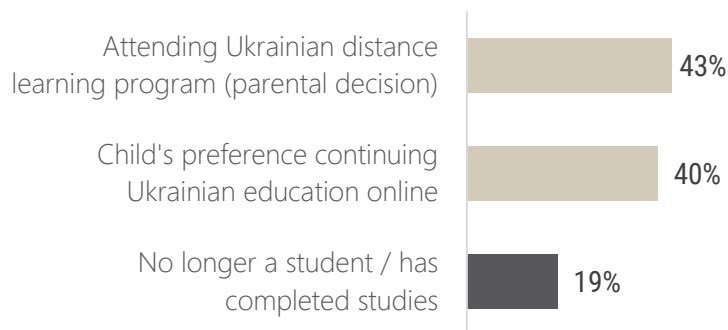 Attending Ukrainian distance
learning program (parental decision)
43%
Child's preference continuing
Ukrainian education online
40%
No longer a student / has
completed studies
19%